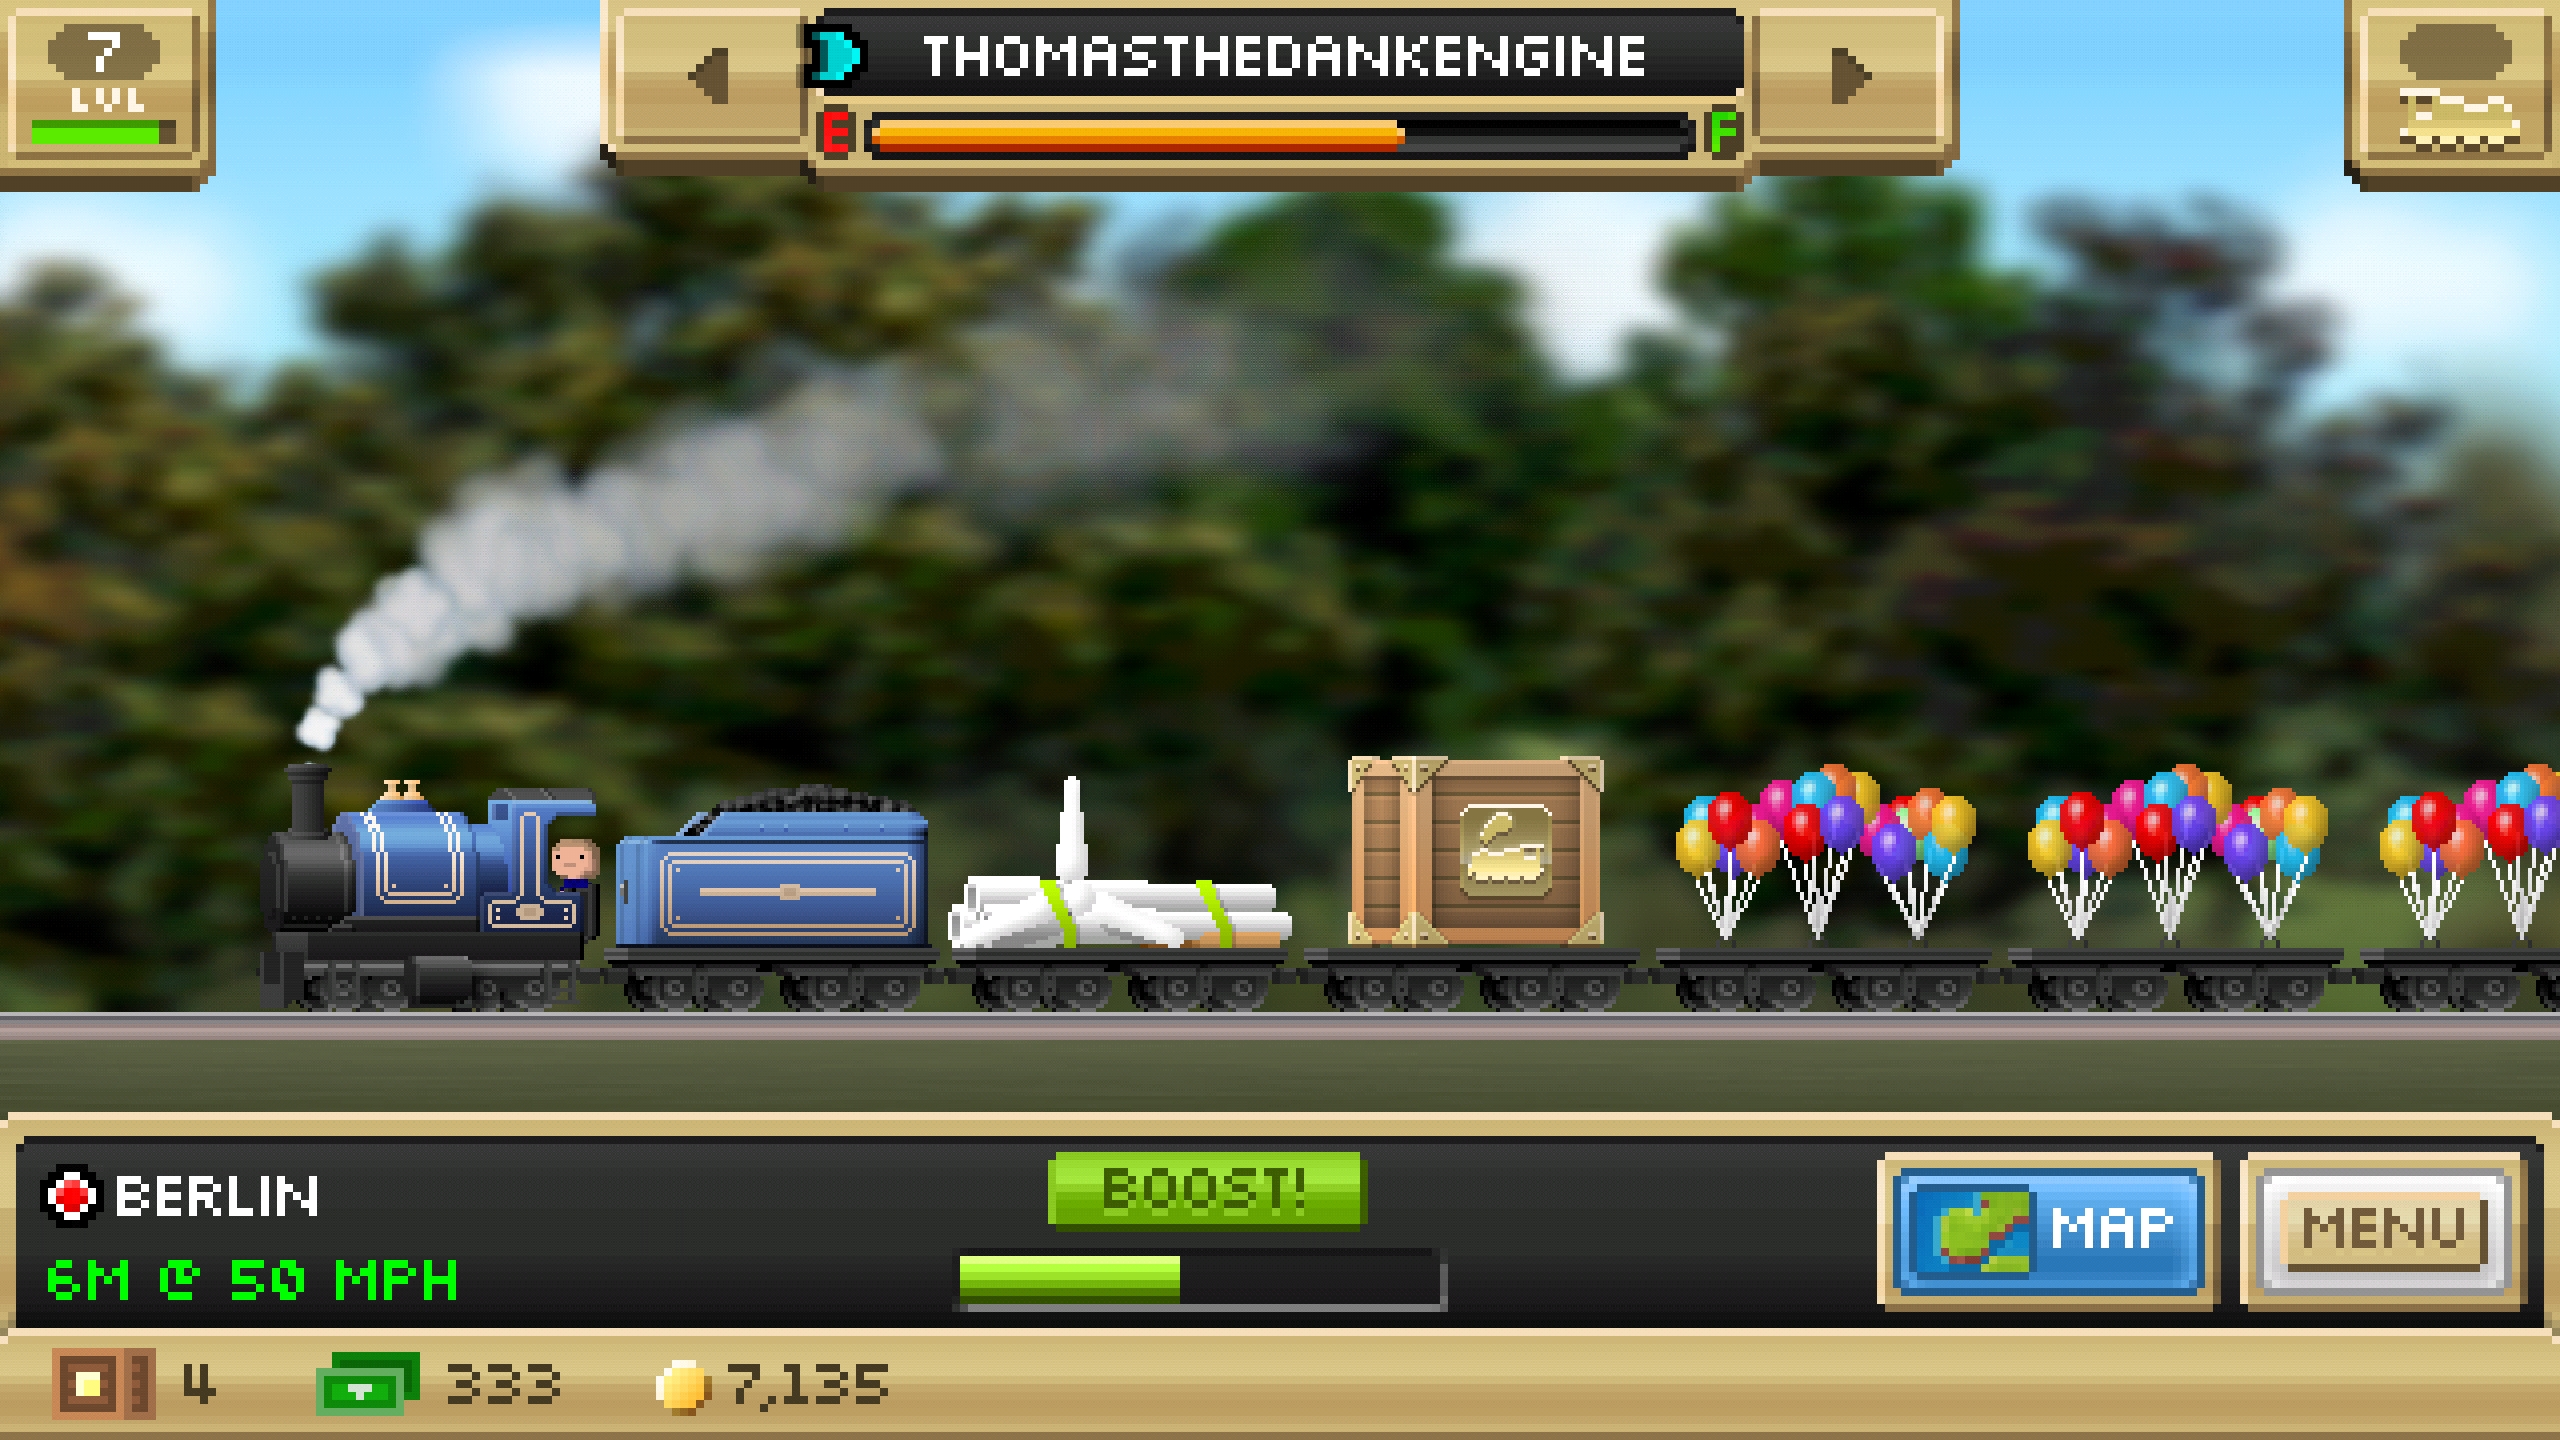 7
LVL
THOMASTHEDANKENGINE
E F
BERLIN
BOOST!
6M @ 50 MPH
MAP
MENU
4
333
7,135